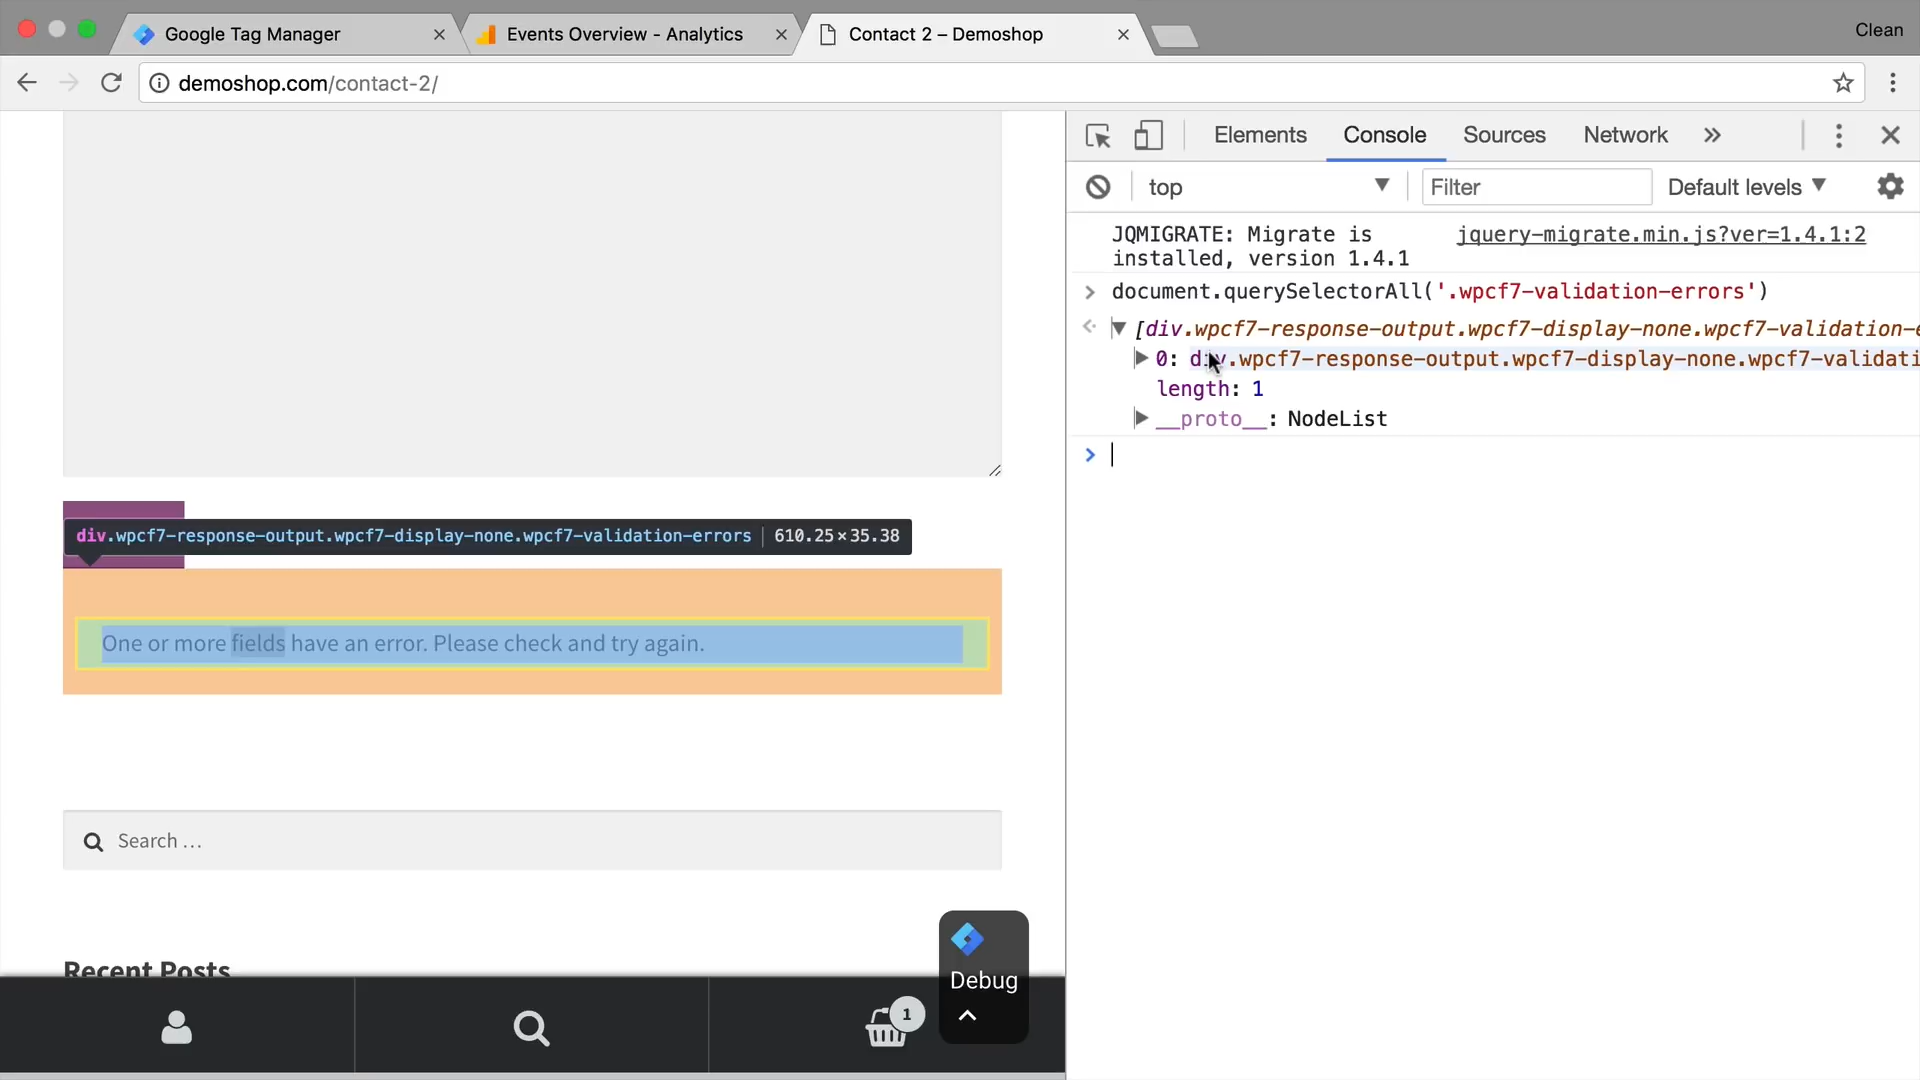 Google Tag Manager
Events Overview - Analytics
Contact 2 – Demoshop
Clean
demoshop.com/contact-2/
Elements
Console
Sources
Network
top
Filter
Default levels
JQMIGRATE: Migrate is
installed, version 1.4.1
jquery-migrate.min.js?ver=1.4.1:2
document.querySelectorAll('.wpcf7-validation-errors')
[div.wpcf7-response-output.wpcf7-display-none.wpcf7-validation-e
0: div.wpcf7-response-output.wpcf7-display-none.wpcf7-validati
length: 1
__proto__: NodeList
div.wpcf7-response-output.wpcf7-display-none.wpcf7-validation-errors
610.25×35.38
One or more fields have an error. Please check and try again.
Search …
Recent Posts
1
Debug